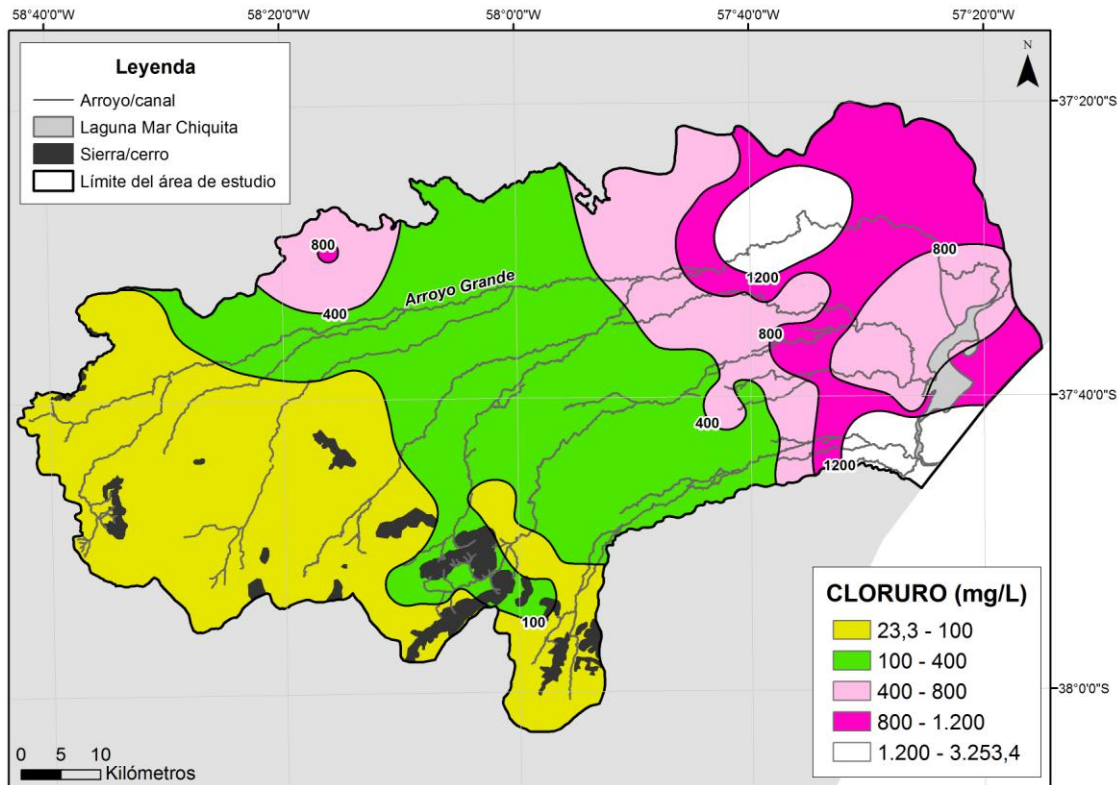 58°40'0"W
58°20'0"W
58°0'0"W
57°40'0"W
57°20'0"W
Leyenda
Arroyo/canal
Laguna Mar Chiquita
Sierra/cerro
Límite del área de estudio
N
37°20'0"S
800
800
1200
Arroyo Grande
400
800
37°40'0"S
400
1200
100
CLORURO (mg/L)
23,3 - 100
100 - 400
400 - 800
800 - 1.200
1.200 - 3.253,4
38°0'0"S
0 5 10
Kilómetros